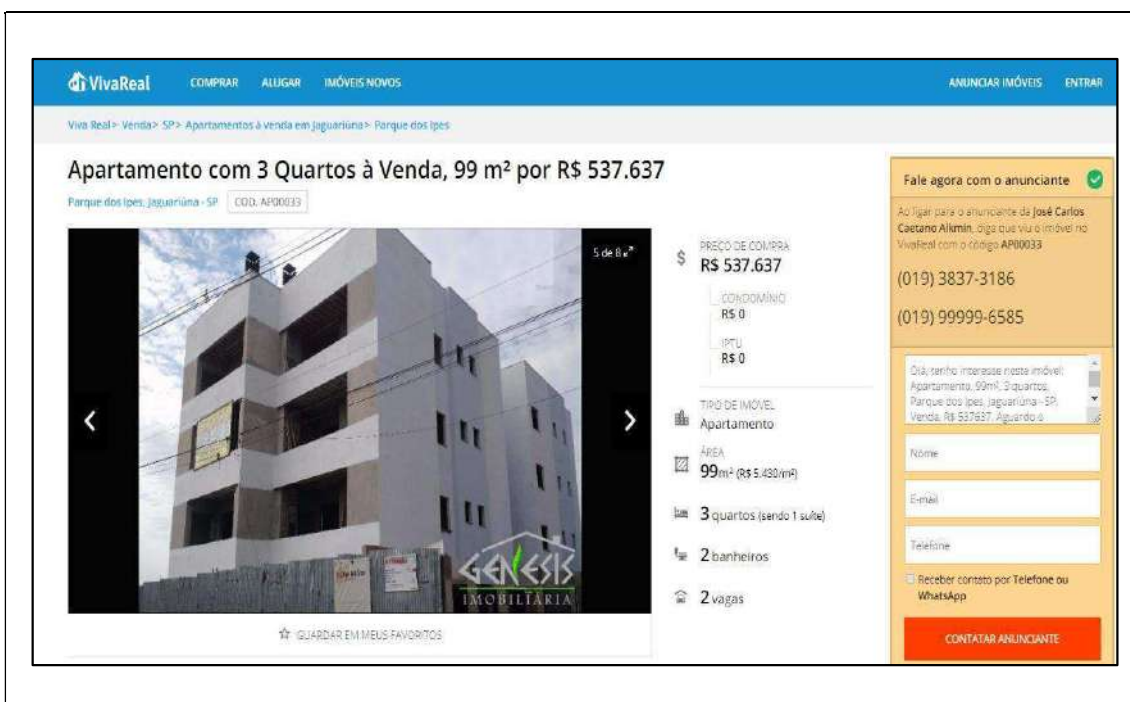 VivaReal COMPRAR ALUGAR IMÓVEIS NOVOS ANUNCIAR IMÓVEIS ENTRAR
Viva Real> Venda> SP> Apartamentos à venda em Jaguariúna> Parque dos Ipes
Apartamento com 3 Quartos à Venda, 99 m² por R$ 537.637
Parque dos Ipes, Jaguariúna - SP COD. AP00033
5 de 8
GÊNESIS
IMOBILIÁRIA
GUARDAR EM MEUS FAVORITOS
$ PREÇO DE COMPRA
R$ 537.637
CONDOMÍNIO
R$ 0
IPTU
R$ 0
TIPO DE IMÓVEL
Apartamento
ÁREA
99m² (R$ 5.430/m²)
3 quartos (sendo 1 suíte)
2 banheiros
2 vagas
Fale agora com o anunciante
Ao ligar para o anunciante da José Carlos
Caetano Alkmin, diga que viu o imóvel no
VivaReal com o código AP00033
(019) 3837-3186
(019) 99999-6585
Olá, tenho interesse neste imóvel:
Apartamento, 99m², 3 quartos,
Parque dos Ipes, Jaguariúna - SP,
Venda, R$ 537637. Aguardo o
Nome
E-mail
Telefone
Receber contato por Telefone ou
WhatsApp
CONTATAR ANUNCIANTE